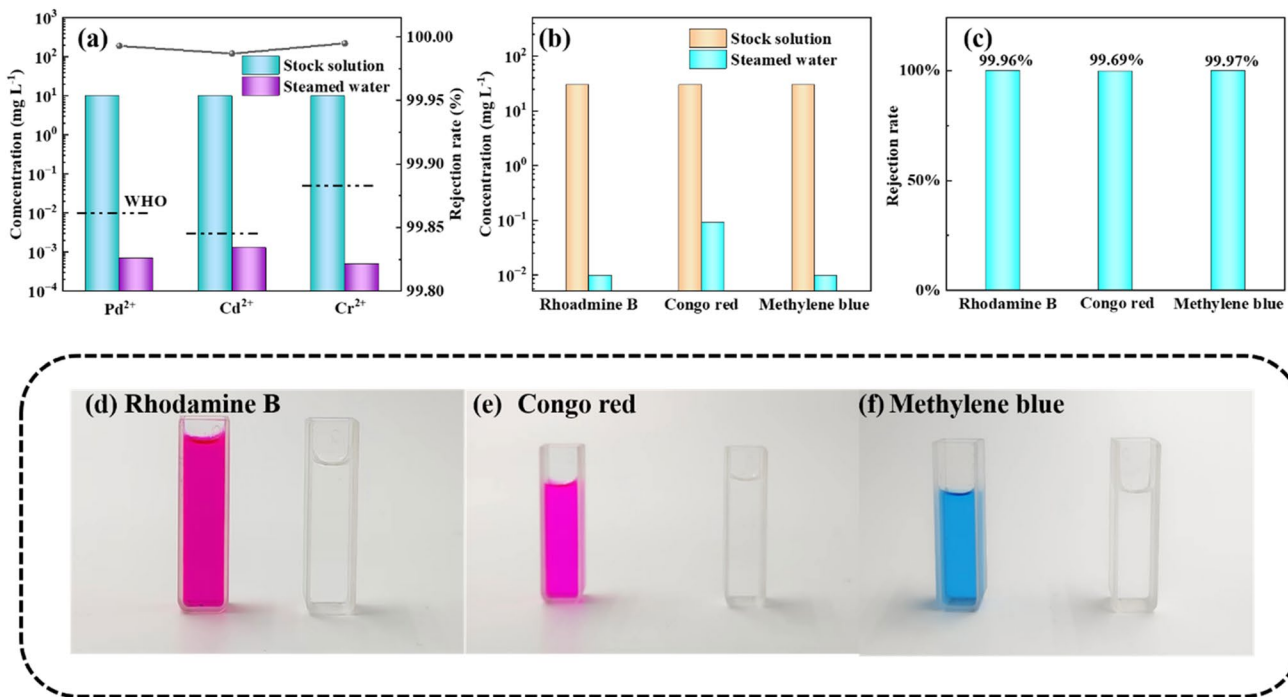 (a)
Stock solution
Steamed water
WHO
10³
10²
10¹
10⁰
10⁻¹
10⁻²
10⁻³
10⁻⁴
Comcentration (mg L⁻¹)
100.00
99.95
99.90
99.85
99.80
Rejection rate (%)
Pd²⁺ Cd²⁺ Cr²⁺
(b)
Stock solution
Steamed water
10²
10¹
10⁰
10⁻¹
10⁻²
Concentration (mg L⁻¹)
Rhoadmine B Congo red Methylene blue
(c)
99.96% 99.69% 99.97%
100%
50%
0%
Rejection rate
Rhodamine B Congo red Methylene blue
(d) Rhodamine B
(e) Congo red
(f) Methylene blue